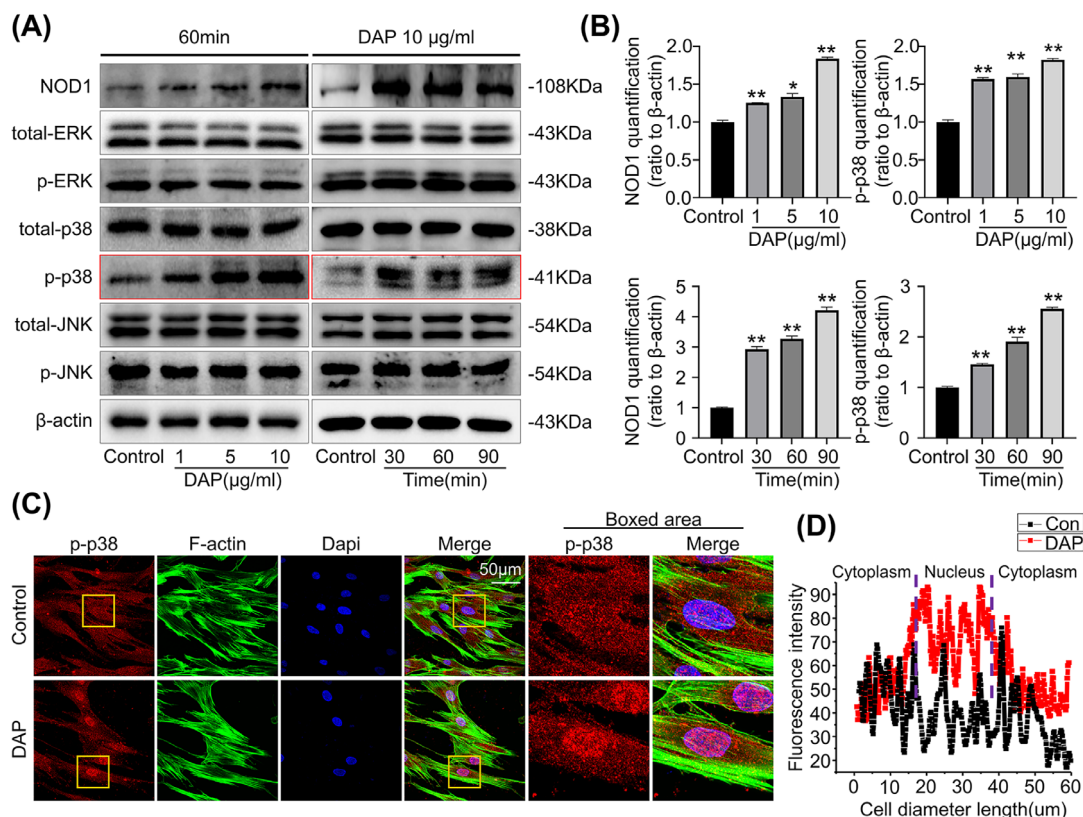 (A)
60min DAP 10 μg/ml
NOD1 -108KDa
total-ERK -43KDa
p-ERK -43KDa
total-p38 -38KDa
p-p38 -41KDa
total-JNK -54KDa
p-JNK -54KDa
β-actin -43KDa
Control 1 5 10 Control 30 60 90
DAP(μg/ml) Time(min)
(B)
NOD1 quantification
(ratio to β-actin)
2.0
1.5
1.0
0.5
0.0
** * **
Control 1 5 10
DAP(μg/ml)
p-p38 quantification
(ratio to β-actin)
2.0
1.5
1.0
0.5
0.0
** ** **
Control 1 5 10
DAP(μg/ml)
NOD1 quantification
(ratio to β-actin)
5
4
3
2
1
0
** ** **
Control 30 60 90
Time(min)
p-p38 quantification
(ratio to β-actin)
3
2
1
0
** ** **
Control 30 60 90
Time(min)
(C)
Boxed area
p-p38 F-actin Dapi Merge p-p38 Merge
50μm
Control
DAP
(D)
Con
DAP
Cytoplasm Nucleus Cytoplasm
Fluorescence intensity
90
80
70
60
50
40
30
20
0 10 20 30 40 50 60
Cell diameter length(um)